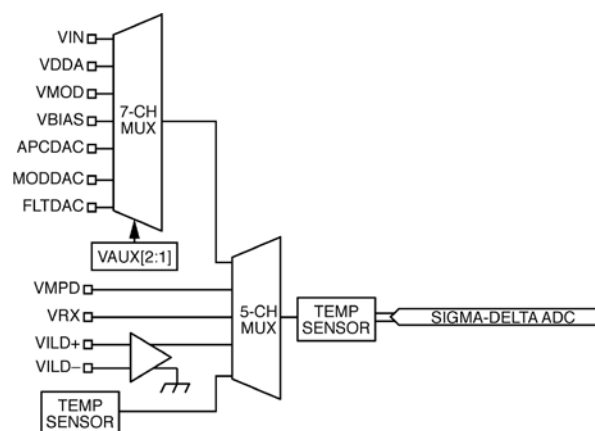 VIN
VDDA
VMOD
VBIAS
APCDAC
MODDAC
FLTDAC
7-CH
MUX
VAUX[2:1]
VMPD
VRX
VILD+
VILD−
5-CH
MUX
TEMP
SENSOR
SIGMA-DELTA ADC
TEMP
SENSOR